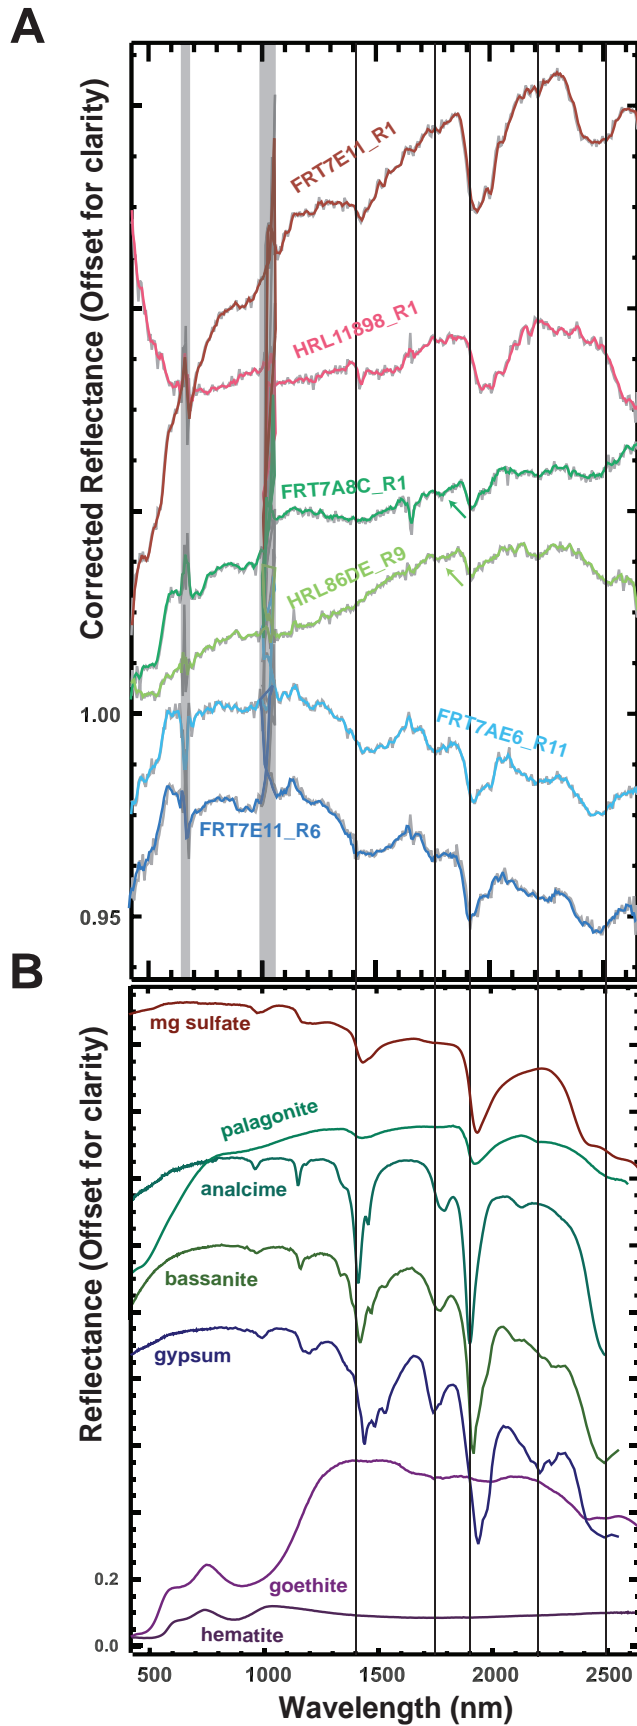 A
Corrected Reflectance (Offset for clarity)
FRT7E11_R1
HRL11898_R1
FRT7A8C_R1
HRL86DE_R9
1.00
FRT7AE6_R11
FRT7E11_R6
0.95
B
Reflectance (Offset for clarity)
mg sulfate
palagonite
analcime
bassanite
gypsum
goethite
0.2
hematite
0.0
500 1000 1500 2000 2500
Wavelength (nm)